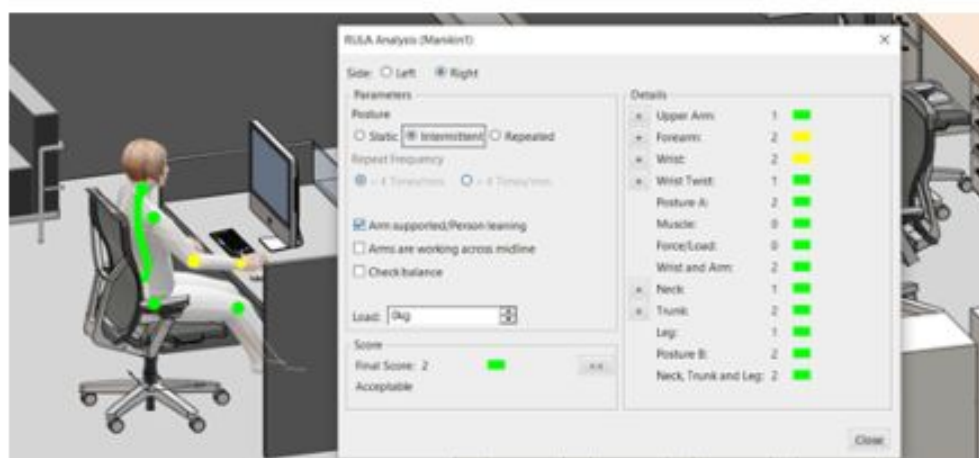 RULA Analysis (Manikin1)
Side: Left Right
Parameters
Posture
Static Intermittent Repeated
Repeat Frequency
Arm supported/Person leaning
Arms are working across midline
Check balance
Load: 0kg
Score
Final Score: 2
Acceptable
Details
Upper Arm: 1
Forearm: 2
Wrist: 2
Wrist Twist: 1
Posture A: 2
Muscle: 0
Force/Load: 0
Wrist and Arm: 2
Neck 1
Trunk 2
Leg: 1
Posture B: 2
Neck, Trunk and Leg: 2
Close